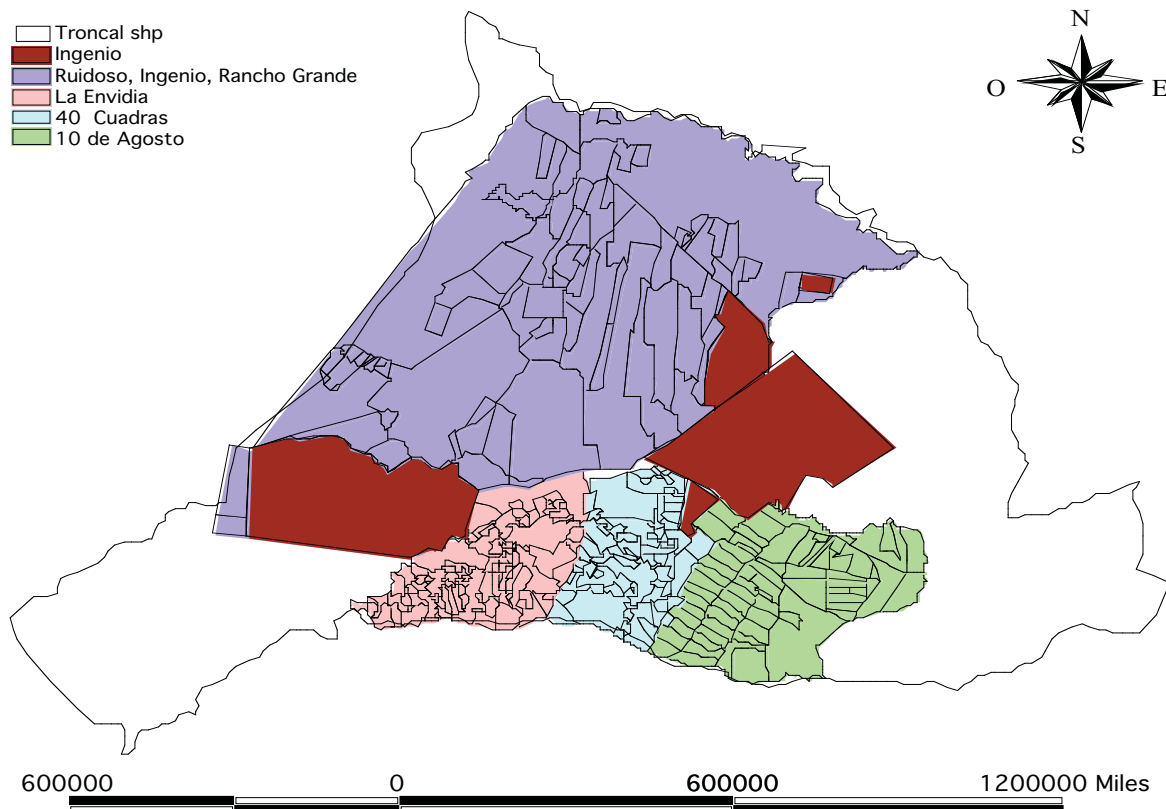 Troncal shp
Ingenio
Ruidoso, Ingenio, Rancho Grande
La Envidia
40 Cuadras
10 de Agosto
N
O E
S
600000 0 600000 1200000 Miles